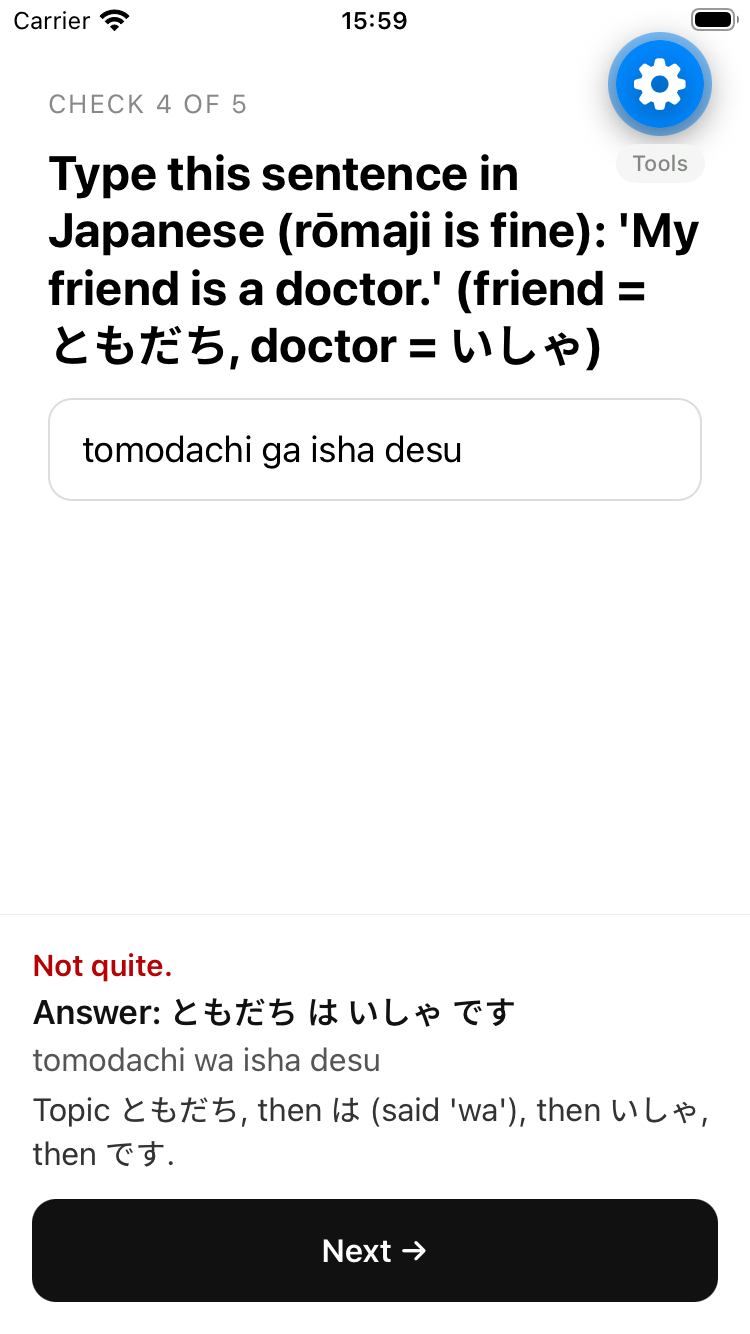 Carrier 15:59
CHECK 4 OF 5
Tools
Type this sentence in
Japanese (rōmaji is fine): 'My
friend is a doctor.' (friend =
ともだち, doctor = いしゃ)
tomodachi ga isha desu
Not quite.
Answer: ともだち は いしゃ です
tomodachi wa isha desu
Topic ともだち, then は (said 'wa'), then いしゃ,
then です.
Next →